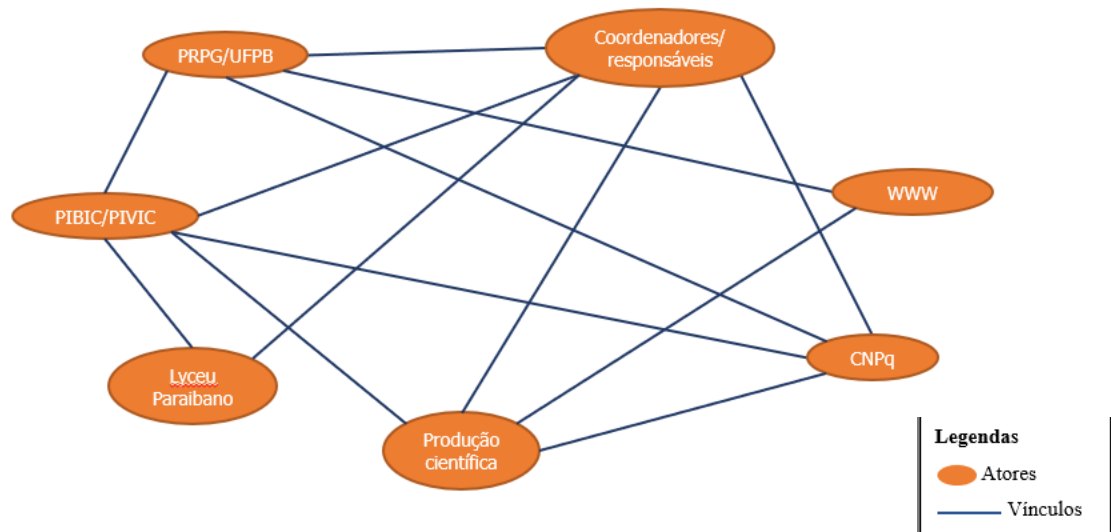 PRPG/UFPB
Coordenadores/
responsáveis
WWW
PIBIC/PIVIC
CNPq
Lyceu
Paraibano
Produção
científica
Legendas
Atores
Vínculos